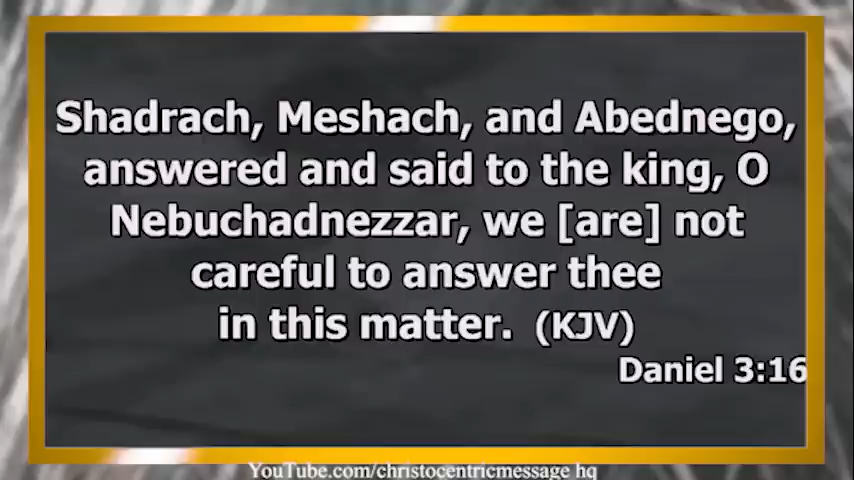 Shadrach, Meshach, and Abednego,
answered and said to the king, O
Nebuchadnezzar, we [are] not
careful to answer thee
in this matter. (KJV)
Daniel 3:16
YouTube.com/christocentricmessage hq